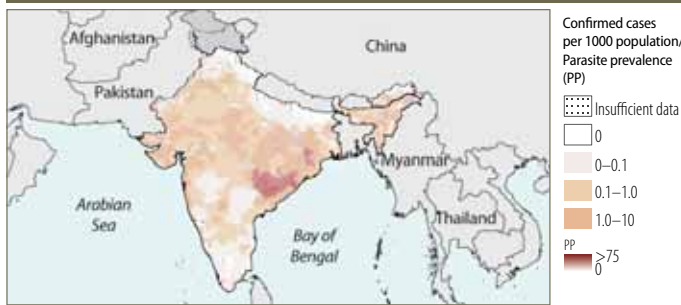 Afghanistan
China
Pakistan
Myanmar
Arabian
Sea
Bay of
Bengal
Thailand
Confirmed cases
per 1000 population/
Parasite prevalence
(PP)
Insufficient data
0
0–0.1
0.1–1.0
1.0–10
PP
>75
0